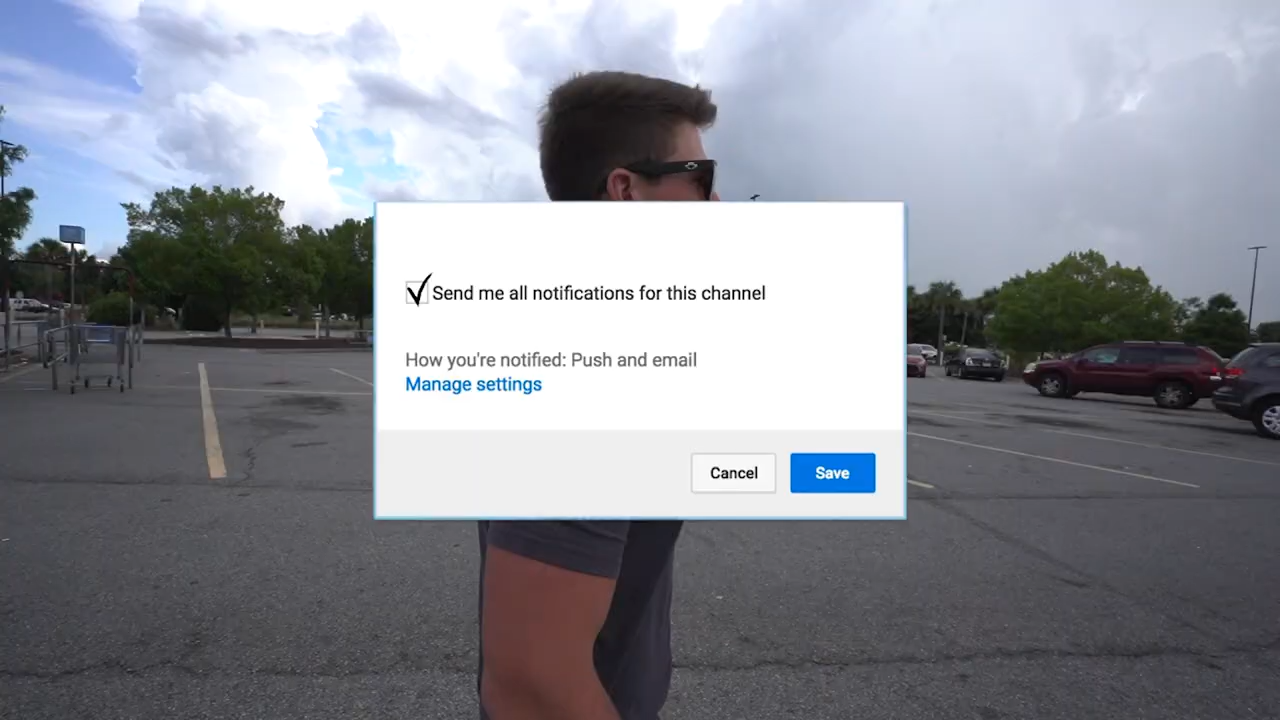 Send me all notifications for this channel
How you're notified: Push and email
Manage settings
Cancel
Save